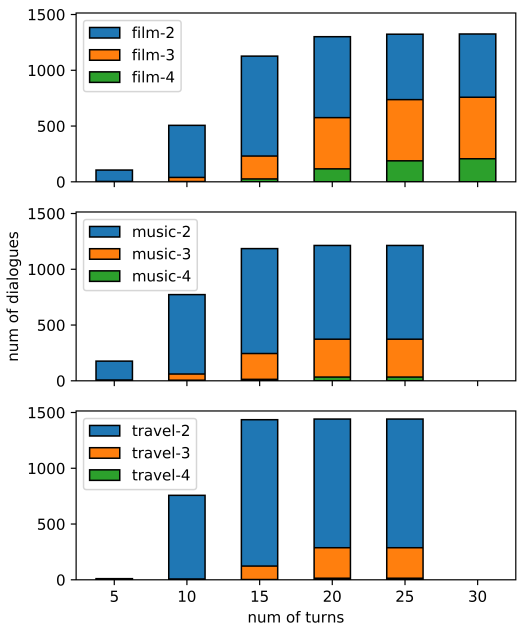 1500
1000
500
0
film-2
film-3
film-4
num of dialogues
1500
1000
500
0
music-2
music-3
music-4
1500
1000
500
0
travel-2
travel-3
travel-4
5 10 15 20 25 30
num of turns